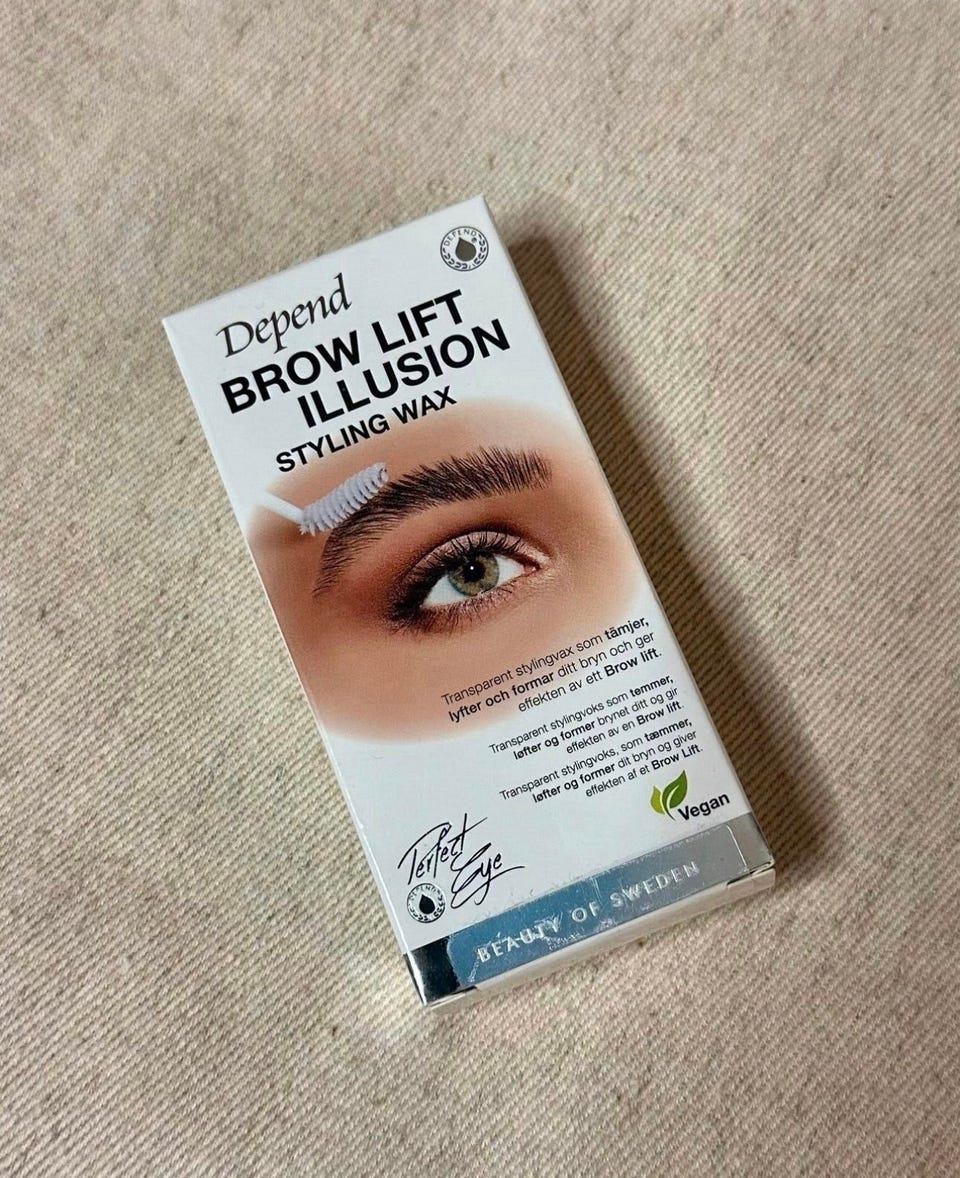 DEPEND
Depend
BROW LIFT
ILLUSION
STYLING WAX
Transparent stylingvax som tämjer,
lyfter och formar ditt bryn och ger
effekten av ett Brow lift.
Transparent stylingvoks som temmer,
løfter og former brynet ditt og gir
effekten av en Brow lift.
Transparent stylingvoks, som tæmmer,
løfter og former dit bryn og giver
effekten af et Brow Lift.
Vegan
Perfect
Eye
DEPEND
BEAUTY OF SWEDEN